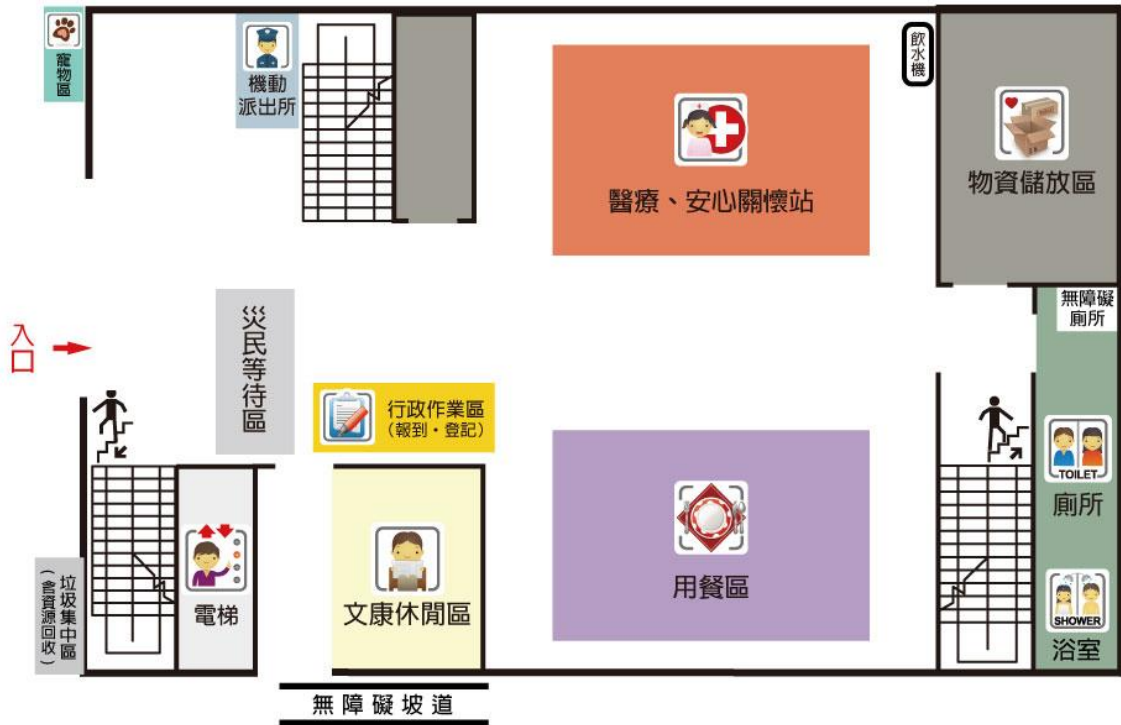 寵物區
機動
派出所
飲水機
醫療、安心關懷站
物資儲放區
無障礙
廁所
入口
災民等待區
行政作業區
(報到・登記)
TOILET
廁所
用餐區
文康休閒區
電梯
垃圾集中區
(含資源回收)
SHOWER
浴室
無障礙坡道